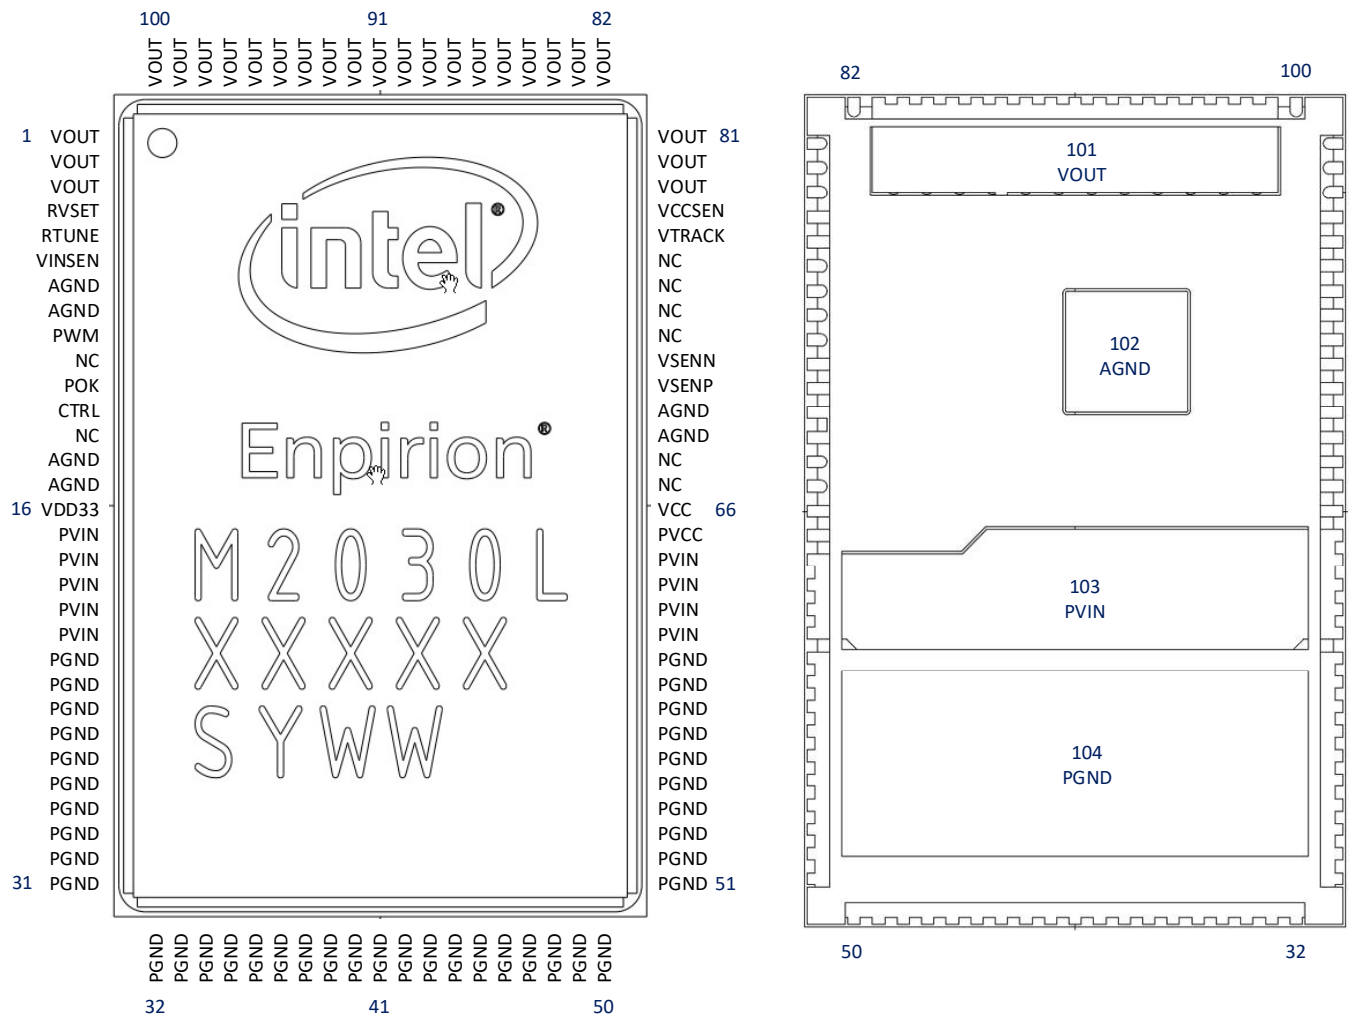 100 91 82
VOUT VOUT VOUT VOUT VOUT VOUT VOUT VOUT VOUT VOUT VOUT VOUT VOUT VOUT VOUT VOUT VOUT VOUT VOUT
1 VOUT
VOUT
VOUT
RVSET
RTUNE
VINSEN
AGND
AGND
PWM
NC
POK
CTRL
NC
AGND
AGND
16 VDD33
PVIN
PVIN
PVIN
PVIN
PVIN
PGND
PGND
PGND
PGND
PGND
PGND
PGND
PGND
PGND
31 PGND
intel®
Enpirion®
M2030L
XXXXX
SYWW
VOUT 81
VOUT
VOUT
VCCSEN
VTRACK
NC
NC
NC
NC
VSENN
VSENP
AGND
AGND
NC
NC
VCC 66
PVCC
PVIN
PVIN
PVIN
PVIN
PGND
PGND
PGND
PGND
PGND
PGND
PGND
PGND
PGND
PGND 51
PGND PGND PGND PGND PGND PGND PGND PGND PGND PGND PGND PGND PGND PGND PGND PGND PGND PGND PGND
32 41 50
82 100
101
VOUT
102
AGND
103
PVIN
104
PGND
50 32